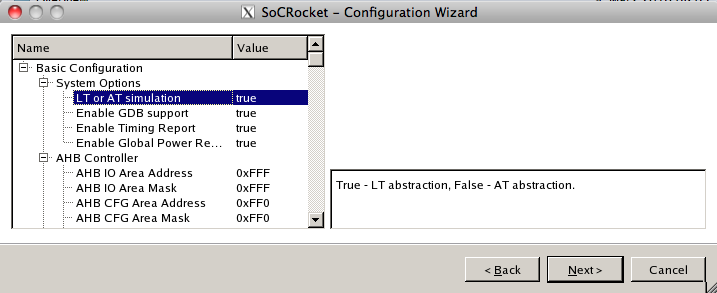 SoCRocket – Configuration Wizard
Name Value
Basic Configuration
System Options
LT or AT simulation true
Enable GDB support true
Enable Timing Report true
Enable Global Power Re... true
AHB Controller
AHB IO Area Address 0xFFF
AHB IO Area Mask 0xFFF
AHB CFG Area Address 0xFF0
AHB CFG Area Mask 0xFF0
True - LT abstraction, False - AT abstraction.
< Back Next > Cancel